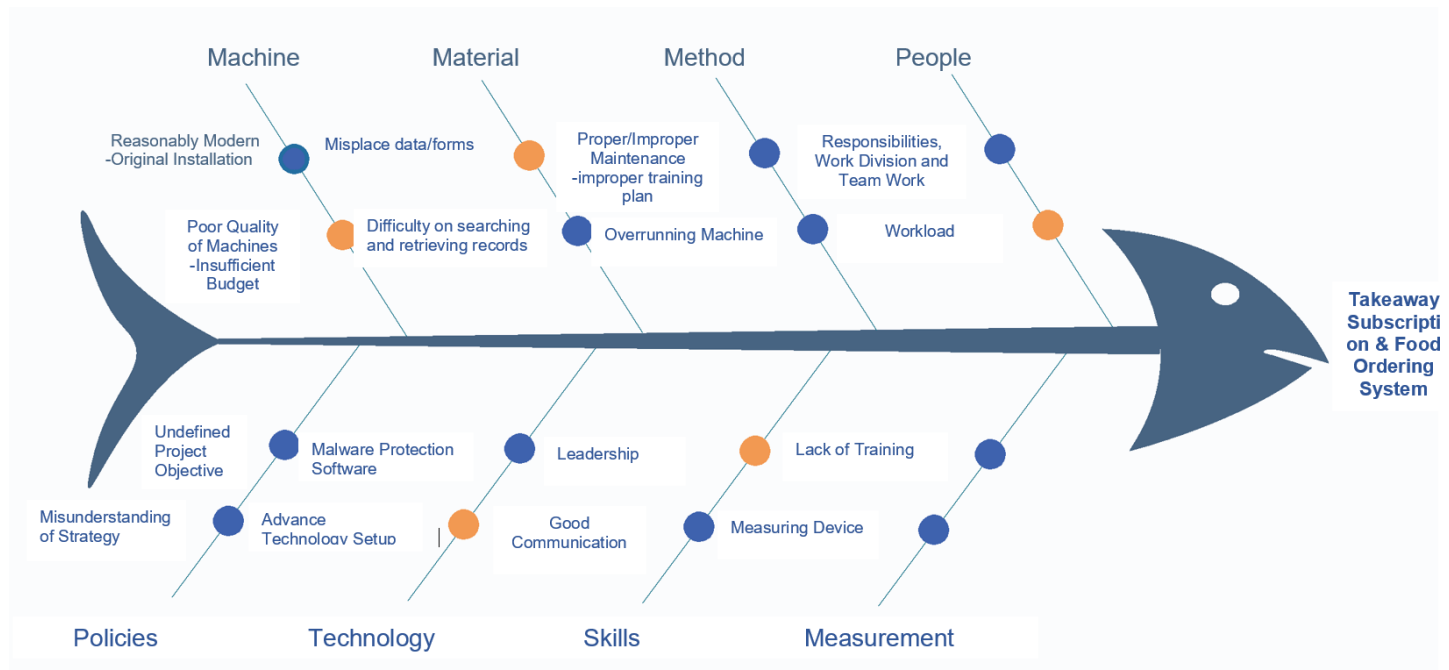 Machine
Material
Method
People
Reasonably Modern
-Original Installation
Misplace data/forms
Proper/Improper
Maintenance
-improper training
plan
Responsibilities,
Work Division and
Team Work
Poor Quality
of Machines
-Insufficient
Budget
Difficulty on searching
and retrieving records
Overrunning Machine
Workload
Takeaway
Subscripti
on & Food
Ordering
System
Undefined
Project
Objective
Malware Protection
Software
Leadership
Lack of Training
Misunderstanding
of Strategy
Advance
Technology Setup
Good
Communication
Measuring Device
Policies
Technology
Skills
Measurement